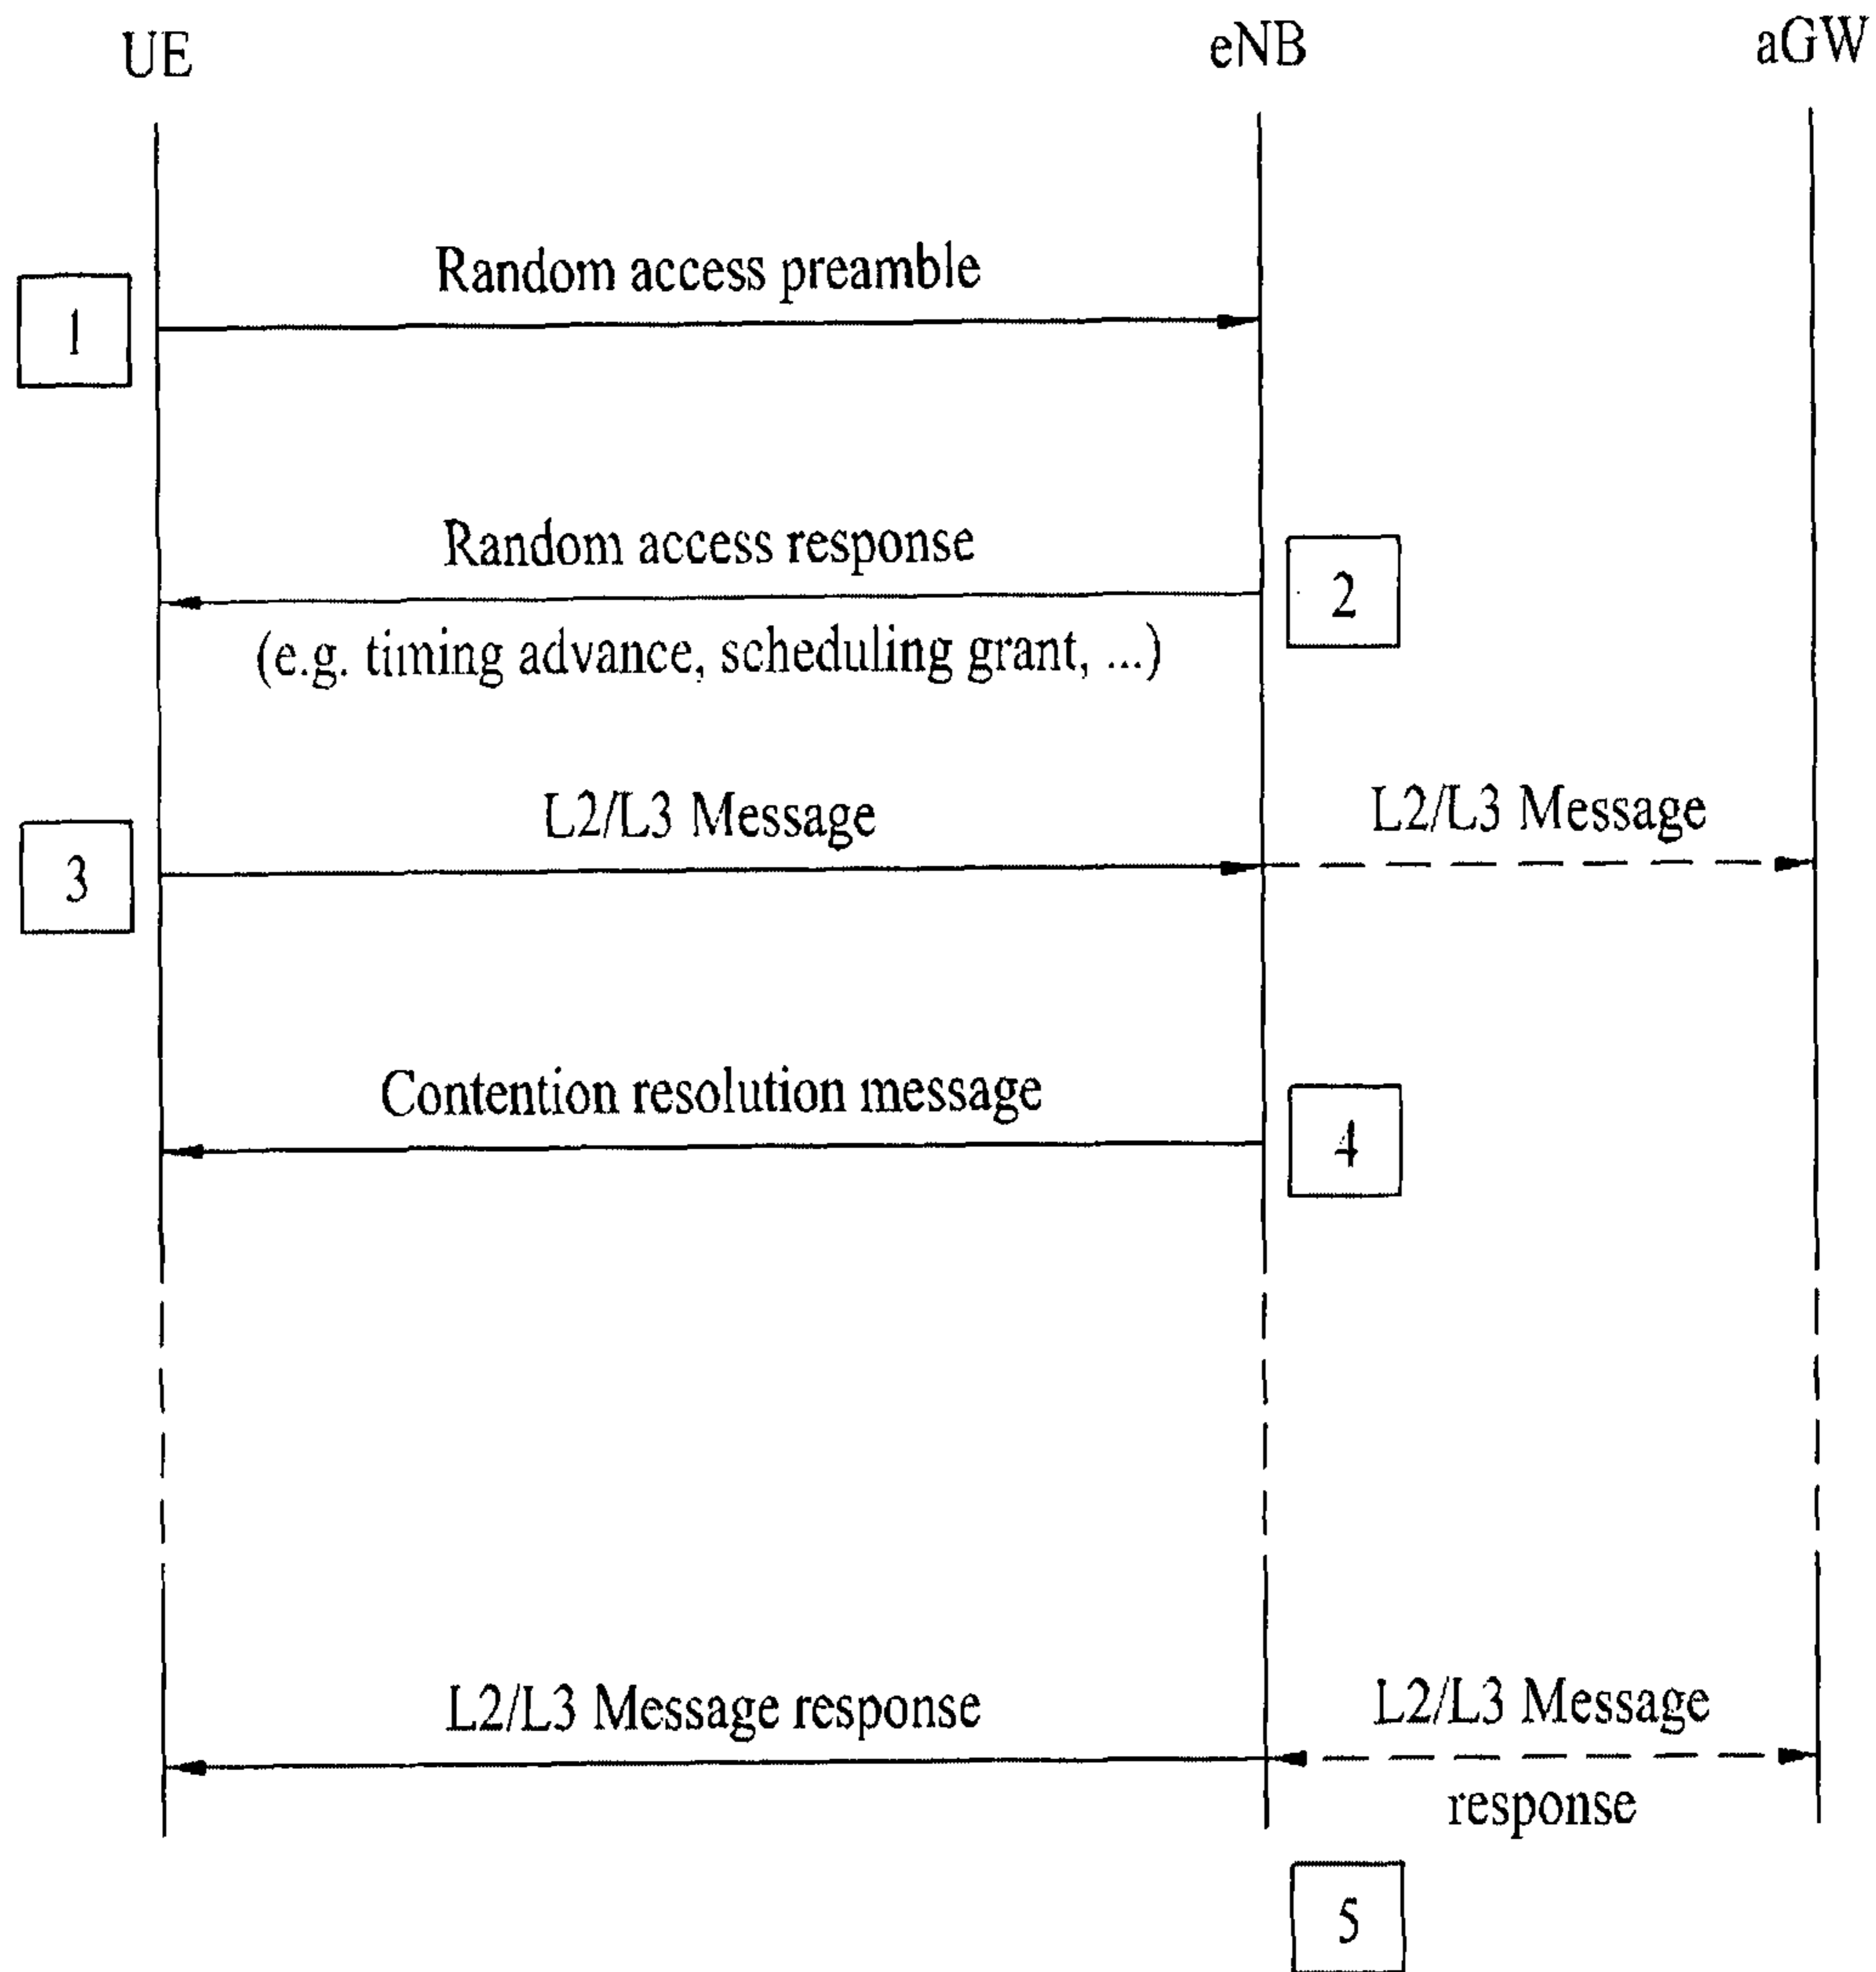 UE
eNB
aGW
Random access preamble
1
Random access response
2
(e.g. timing advance, scheduling grant, ...)
L2/L3 Message
L2/L3 Message
3
Contention resolution message
4
L2/L3 Message response
L2/L3 Message
response
5